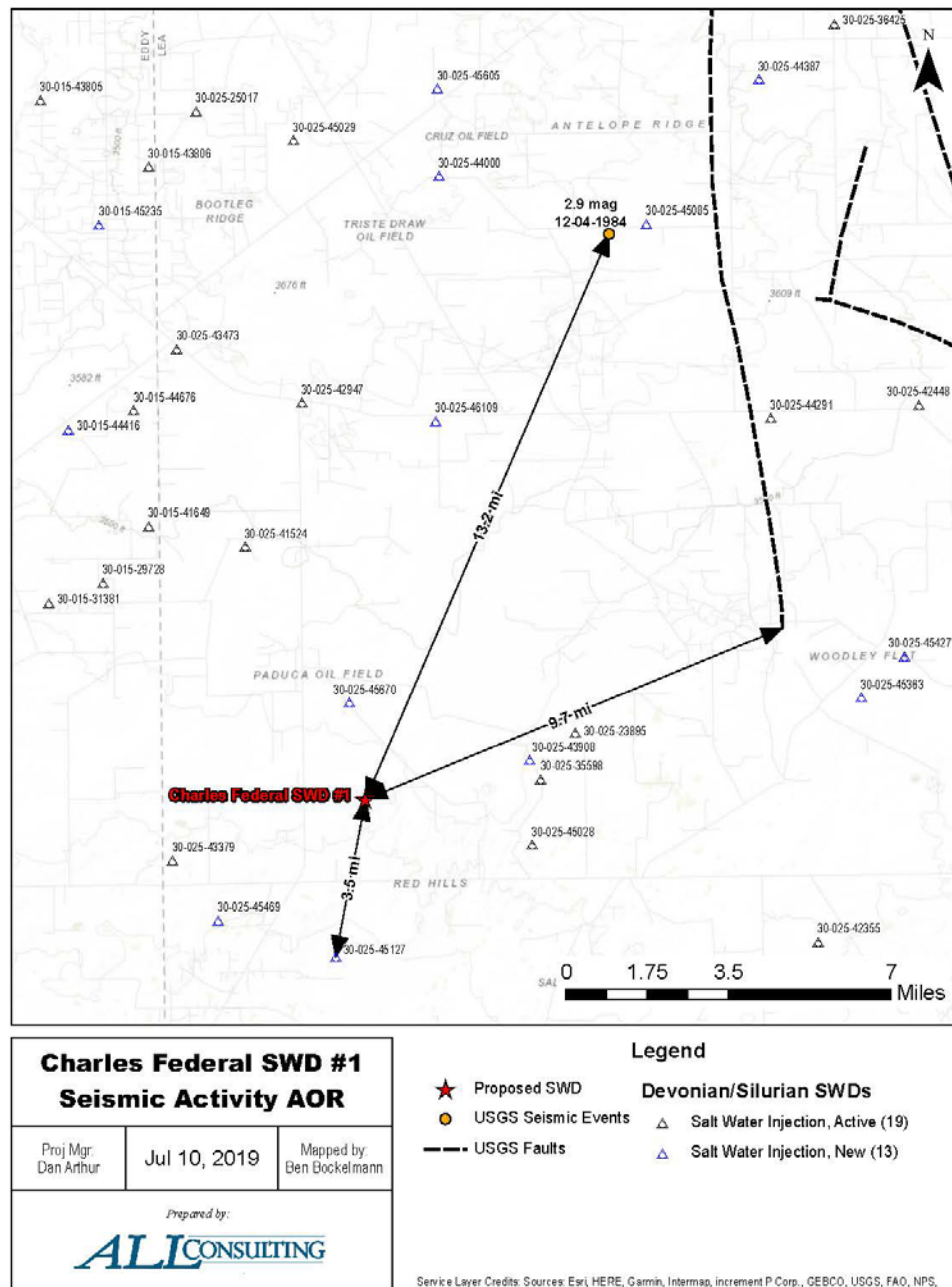 30-025-36425
N
EDDY
LEA
30-015-43805
30-025-25017
30-025-45605
30-025-44387
30-025-45029
CRUZ OIL FIELD
ANTELOPE RIDGE
3500 ft
30-015-43806
30-025-44000
30-015-45235
BOOTLEG
RIDGE
TRISTE DRAW
OIL FIELD
2.9 mag
12-04-1984
30-025-45085
3676 ft
3609 ft
30-025-43473
3582 ft
30-025-42947
30-015-44676
30-025-46109
30-015-44416
30-025-44291
30-025-42448
13.2 mi
30-015-41649
30-025-41524
30-015-29728
30-015-31381
30-025-45427
WOODLEY FLAT
PADUCA OIL FIELD
30-025-45670
30-025-45363
9.7 mi
30-025-23895
30-025-43908
30-025-35598
Charles Federal SWD #1
30-025-45028
30-025-43379
3.5 mi
RED HILLS
30-025-45469
30-025-45127
30-025-42355
SAL
0 1.75 3.5 7
Miles
Charles Federal SWD #1
Seismic Activity AOR
Proj Mgr:
Dan Arthur
Jul 10, 2019
Mapped by:
Ben Bockelmann
Prepared by:
ALL CONSULTING
Legend
Proposed SWD
USGS Seismic Events
USGS Faults
Devonian/Silurian SWDs
Salt Water Injection, Active (19)
Salt Water Injection, New (13)
Service Layer Credits: Sources: Esri, HERE, Garmin, Intermap, increment P Corp., GEBCO, USGS, FAO, NPS,